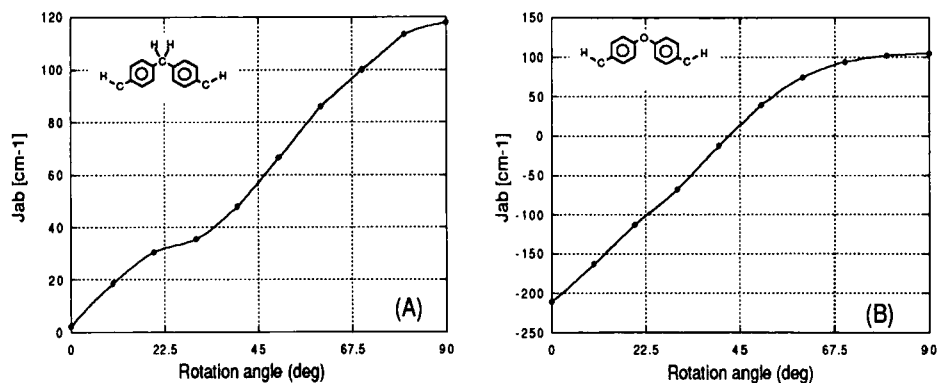 120
100
80
60
40
20
0
Jab [cm-1]
H H
C
H C
C H
(A)
0 22.5 45 67.5 90
Rotation angle (deg)
150
100
50
0
-50
-100
-150
-200
-250
Jab [cm-1]
O
H C
C H
(B)
0 22.5 45 67.5 90
Rotation angle (deg)